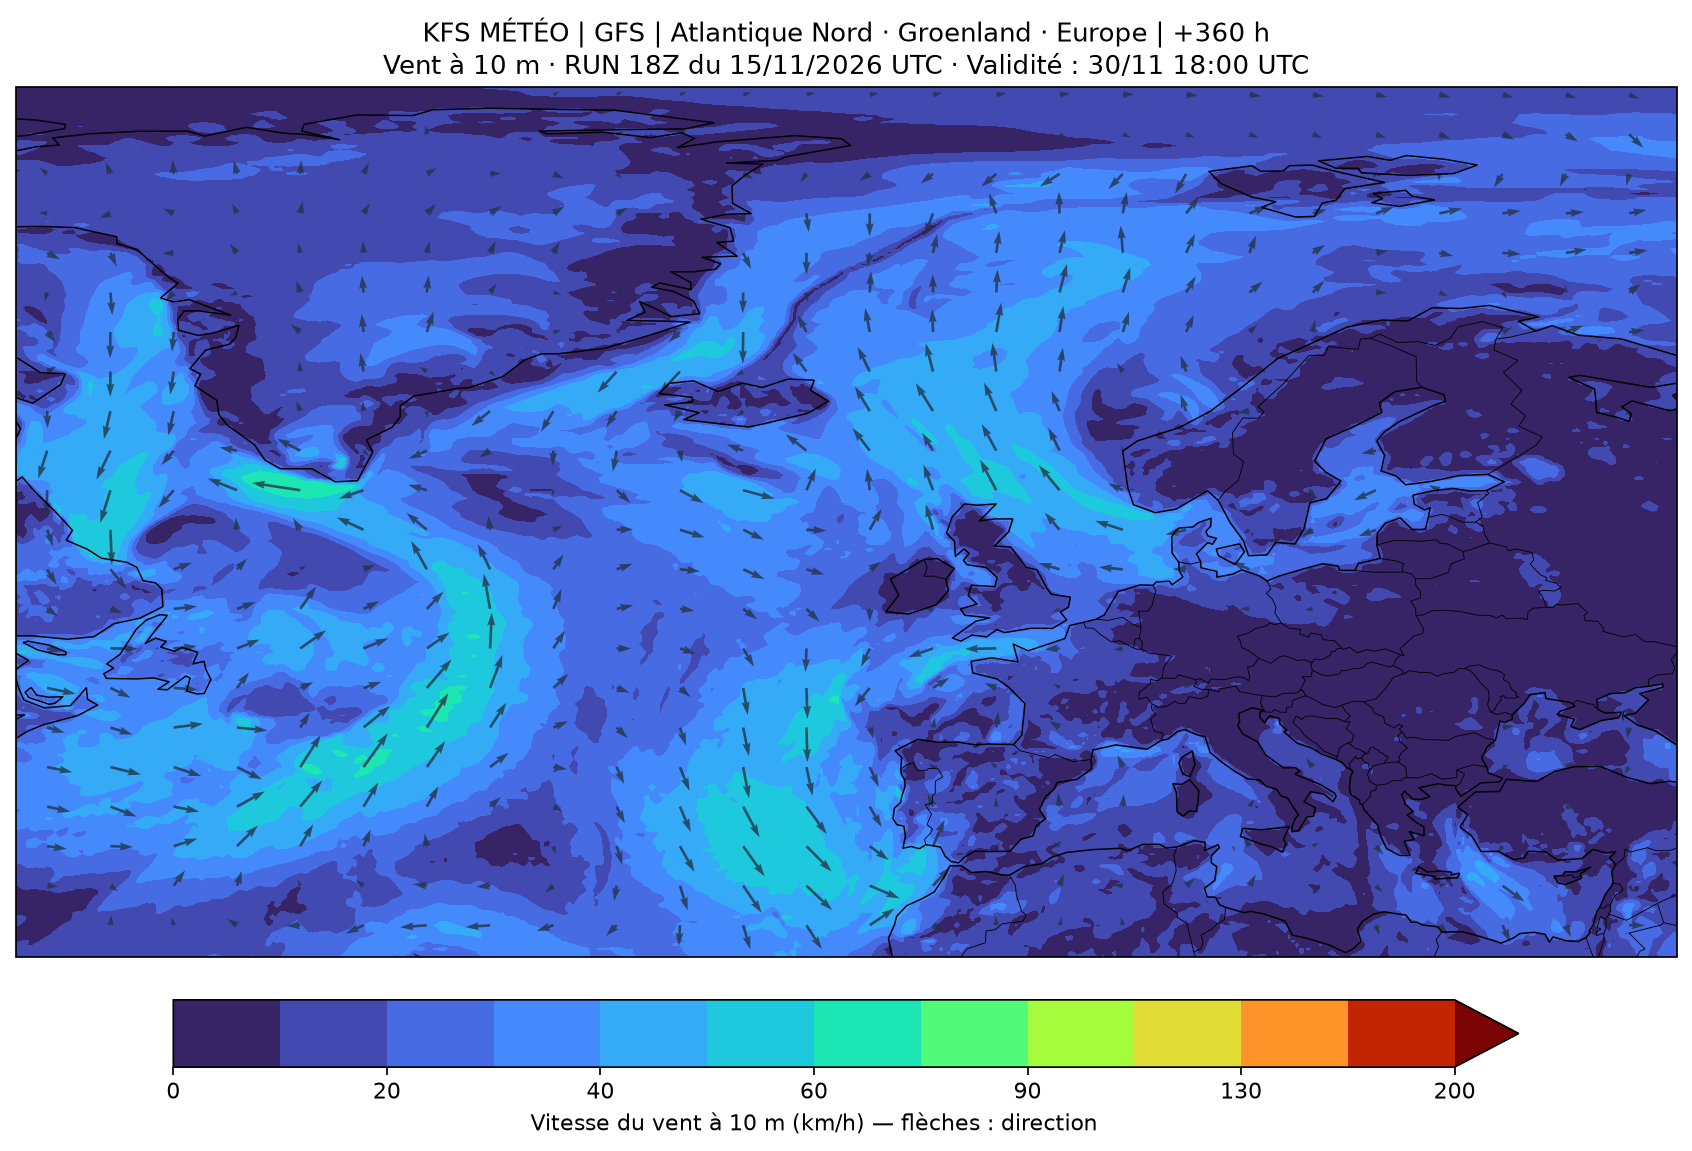 KFS MÉTÉO | GFS | Atlantique Nord · Groenland · Europe | +360 h
Vent à 10 m · RUN 18Z du 15/11/2026 UTC · Validité : 30/11 18:00 UTC
0 20 40 60 90 130 200
Vitesse du vent à 10 m (km/h) — flèches : direction